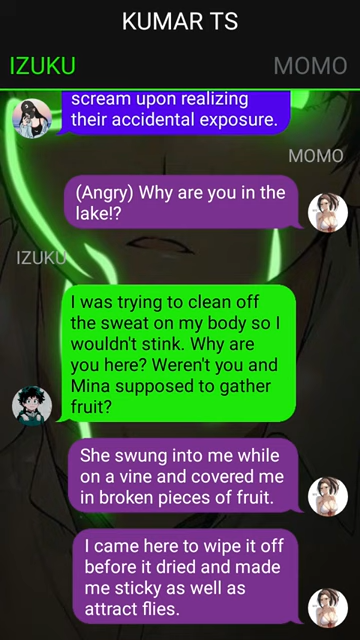 KUMAR TS
IZUKU
MOMO
scream upon realizing
their accidental exposure.
MOMO
(Angry) Why are you in the
lake!?
IZUKU
I was trying to clean off
the sweat on my body so I
wouldn't stink. Why are
you here? Weren't you and
Mina supposed to gather
fruit?
She swung into me while
on a vine and covered me
in broken pieces of fruit.
I came here to wipe it off
before it dried and made
me sticky as well as
attract flies.